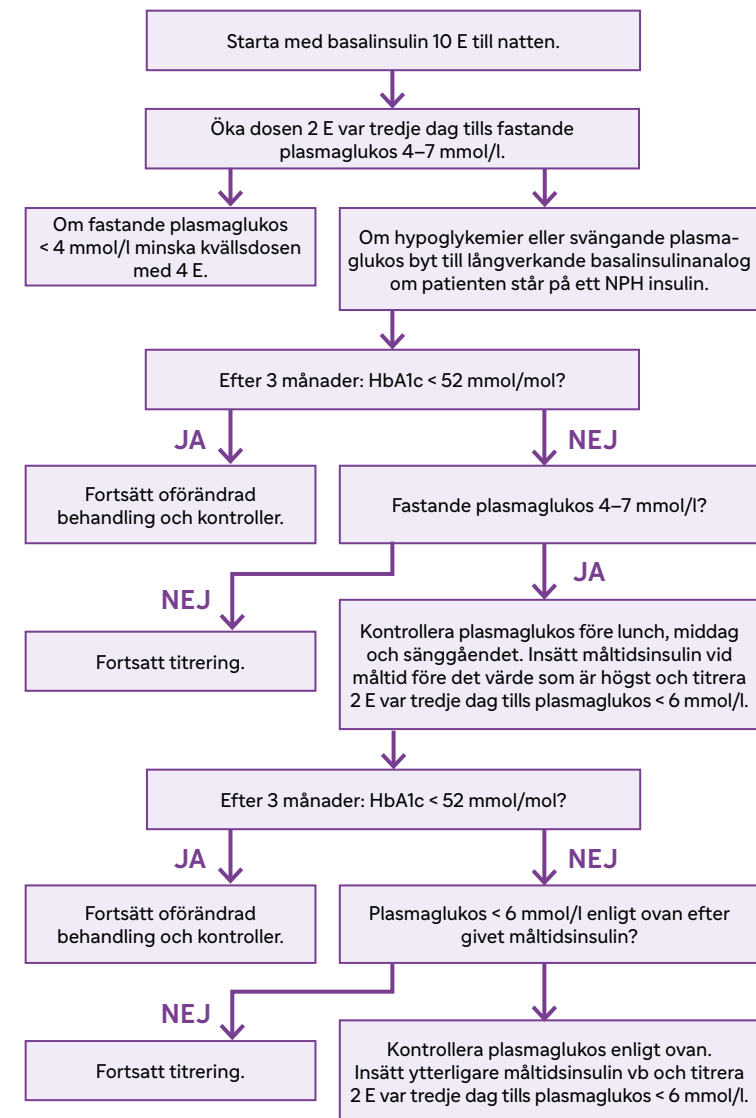 Starta med basalinsulin 10 E till natten.
Öka dosen 2 E var tredje dag tills fastande
plasmaglukos 4–7 mmol/l.
Om fastande plasmaglukos
< 4 mmol/l minska kvällsdosen
med 4 E.
Om hypoglykemier eller svängande plasma-
glukos byt till långverkande basalinsulinanalog
om patienten står på ett NPH insulin.
Efter 3 månader: HbA1c < 52 mmol/mol?
JA
NEJ
Fortsätt oförändrad
behandling och kontroller.
Fastande plasmaglukos 4–7 mmol/l?
NEJ
JA
Fortsatt titrering.
Kontrollera plasmaglukos före lunch, middag
och sänggåendet. Insätt måltidsinsulin vid
måltid före det värde som är högst och titrera
2 E var tredje dag tills plasmaglukos < 6 mmol/l.
Efter 3 månader: HbA1c < 52 mmol/mol?
JA
NEJ
Fortsätt oförändrad
behandling och kontroller.
Plasmaglukos < 6 mmol/l enligt ovan efter
givet måltidsinsulin?
NEJ
Fortsatt titrering.
Kontrollera plasmaglukos enligt ovan.
Insätt ytterligare måltidsinsulin vb och titrera
2 E var tredje dag tills plasmaglukos < 6 mmol/l.